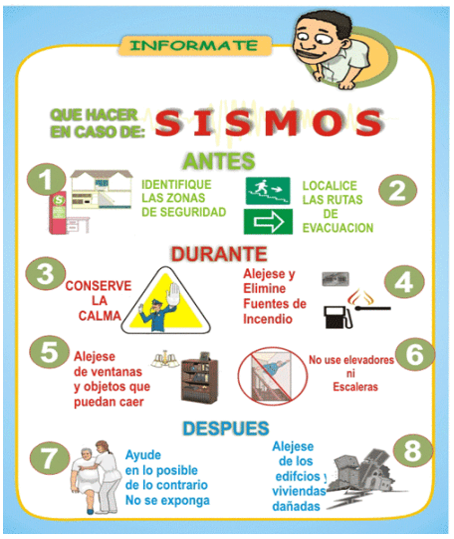 INFORMATE
QUE HACER
EN CASO DE:
SISMOS
ANTES
1
IDENTIFIQUE
LAS ZONAS
DE SEGURIDAD
2
LOCALICE
LAS RUTAS
DE
EVACUACION
DURANTE
3
CONSERVE
LA
CALMA
4
Alejese y
Elimine
Fuentes de
Incendio
5
Alejese
de ventanas
y objetos que
puedan caer
6
No use elevadores
ni
Escaleras
DESPUES
7
Ayude
en lo posible
de lo contrario
No se exponga
8
Alejese
de los
edifcios y
viviendas
dañadas